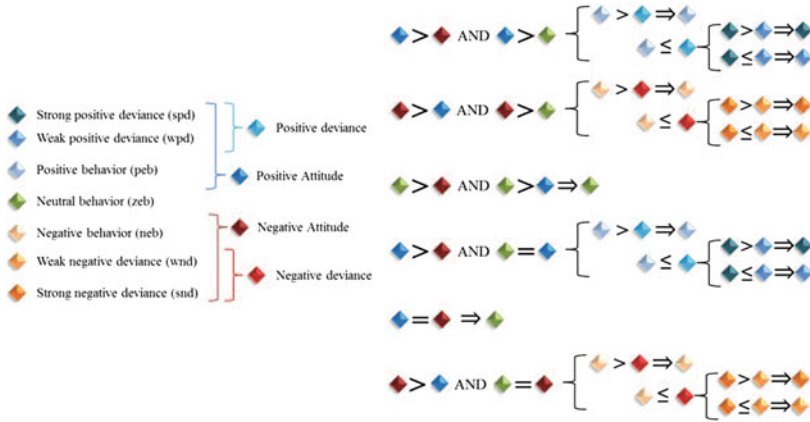 Strong positive deviance (spd)
Weak positive deviance (wpd)
Positive behavior (peb)
Neutral behavior (zeb)
Negative behavior (neb)
Weak negative deviance (wnd)
Strong negative deviance (snd)
Positive deviance
Positive Attitude
Negative Attitude
Negative deviance
> AND > > ⇒
≤ > ⇒
≤ ⇒
> AND > > ⇒
≤ > ⇒
≤ ⇒
> AND > ⇒
> AND = > ⇒
≤ > ⇒
≤ ⇒
= ⇒
> AND = > ⇒
≤ > ⇒
≤ ⇒